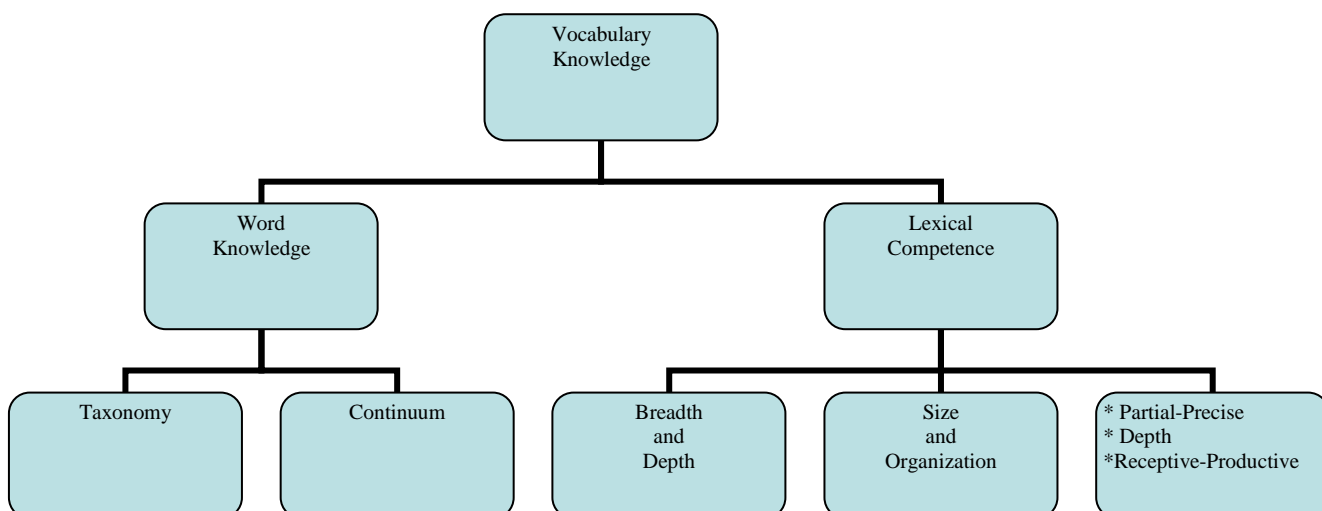 Vocabulary
Knowledge
Word
Knowledge
Lexical
Competence
Taxonomy
Continuum
Breadth
and
Depth
Size
and
Organization
* Partial-Precise
* Depth
*Receptive-Productive